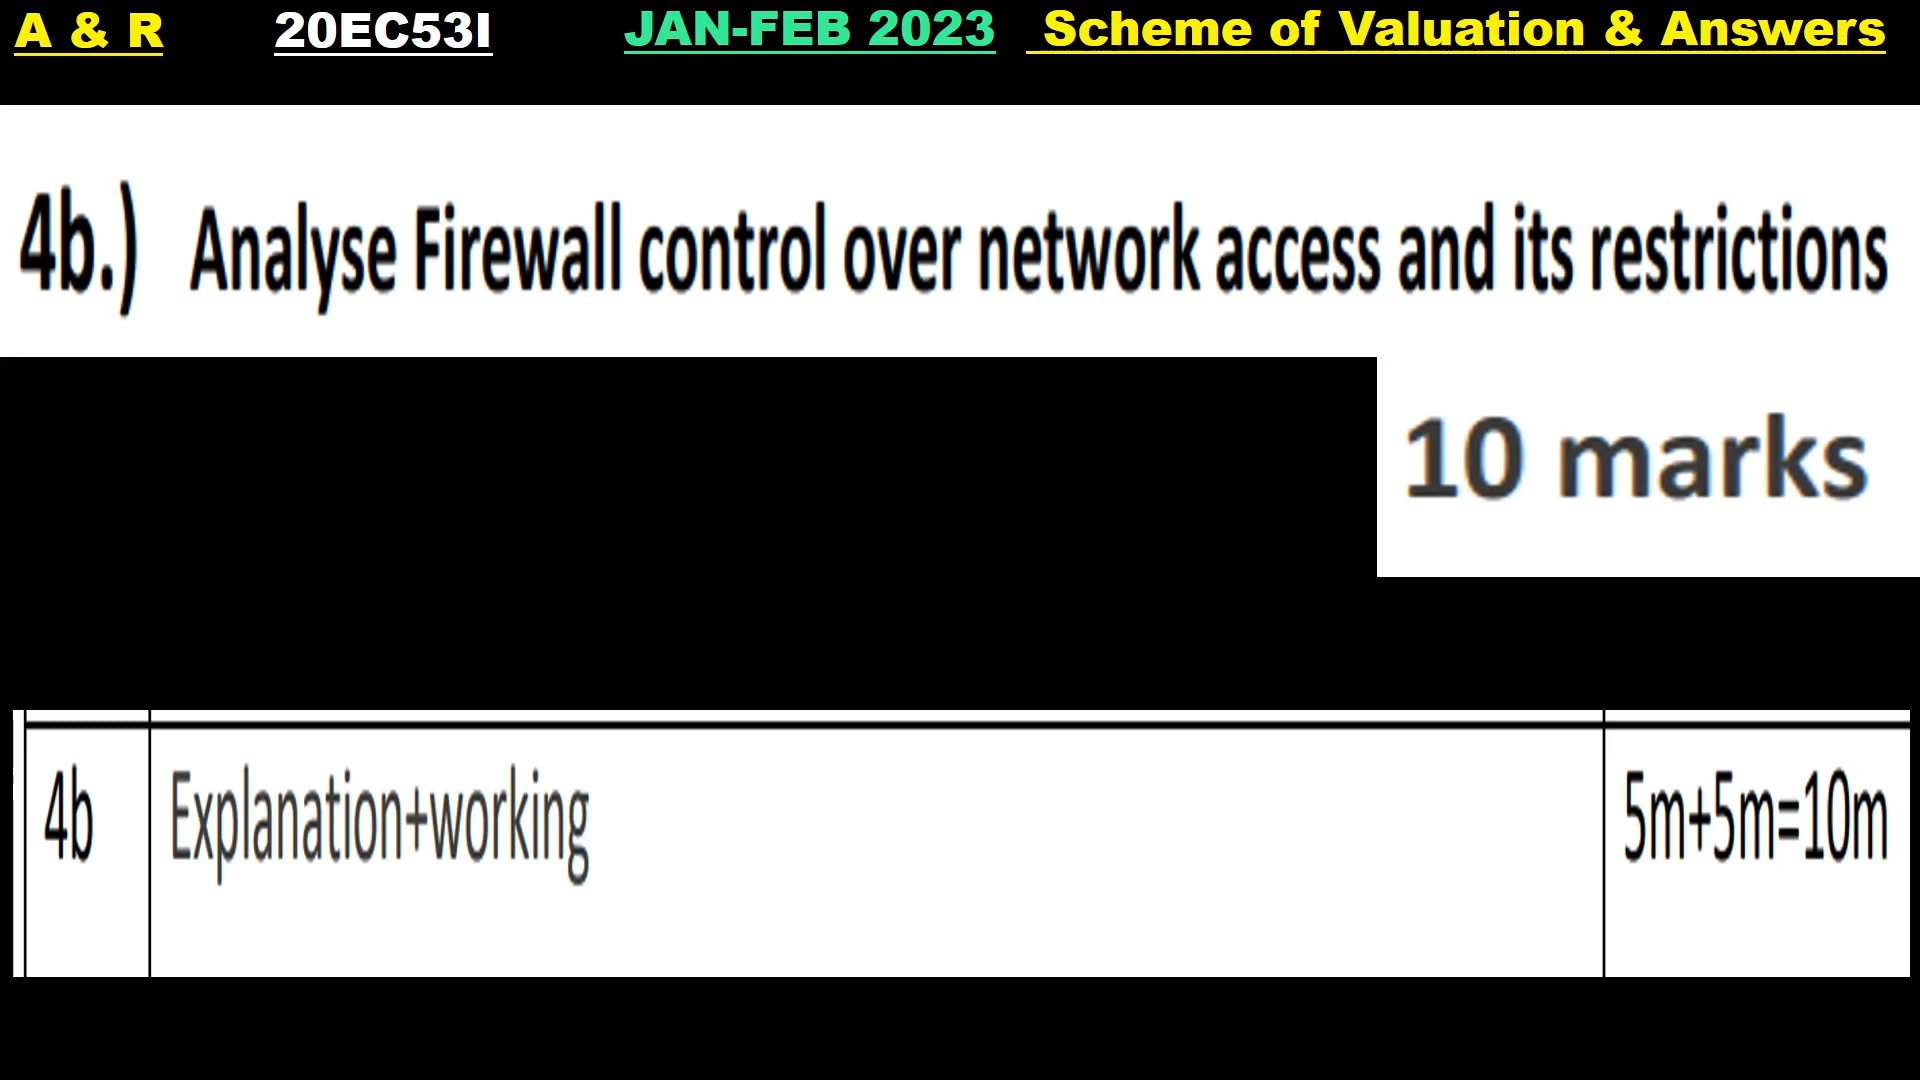 A & R 20EC53I JAN-FEB 2023 Scheme of Valuation & Answers
4b.) Analyse Firewall control over network access and its restrictions
10 marks
4b Explanation+working 5m+5m=10m